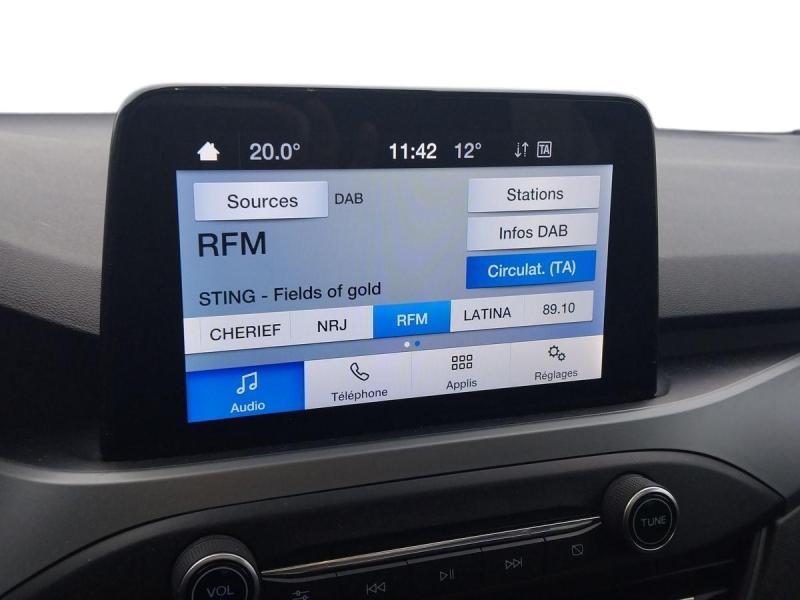 20.0° 11:42 12° TA
Sources DAB Stations
RFM Infos DAB
Circulat. (TA)
STING - Fields of gold
CHERIEF NRJ RFM LATINA 89.10
Audio Téléphone Applis Réglages
VOL TUNE